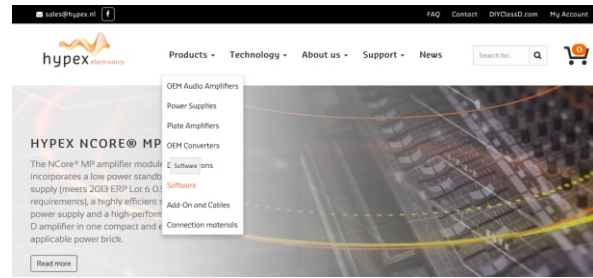 sales@hypex.nl f FAQ Contact DIYClassD.com My Account
hypex electronics Products Technology About us Support News Search for.. 0
OEM Audio Amplifiers
Power Supplies
Plate Amplifiers
HYPEX NCORE® MP
OEM Converters
The NCore® MP amplifier module
Software ons
incorporates a low power standb
supply (meets 2013 ERP Lot 6 0.5
Software
requirements), a highly efficient s
power supply and a high-perform
Add-On and Cables
D amplifier in one compact and e
Connection materials
applicable power brick.
Read more